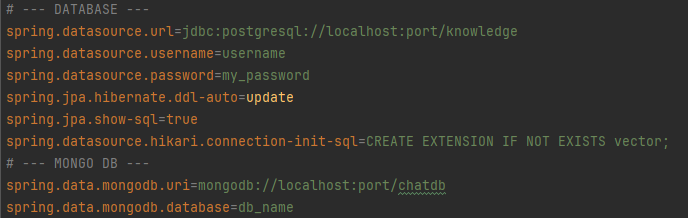 # --- DATABASE ---
spring.datasource.url=jdbc:postgresql://localhost:port/knowledge
spring.datasource.username=username
spring.datasource.password=my_password
spring.jpa.hibernate.ddl-auto=update
spring.jpa.show-sql=true
spring.datasource.hikari.connection-init-sql=CREATE EXTENSION IF NOT EXISTS vector;
# --- MONGO DB ---
spring.data.mongodb.uri=mongodb://localhost:port/chatdb
spring.data.mongodb.database=db_name